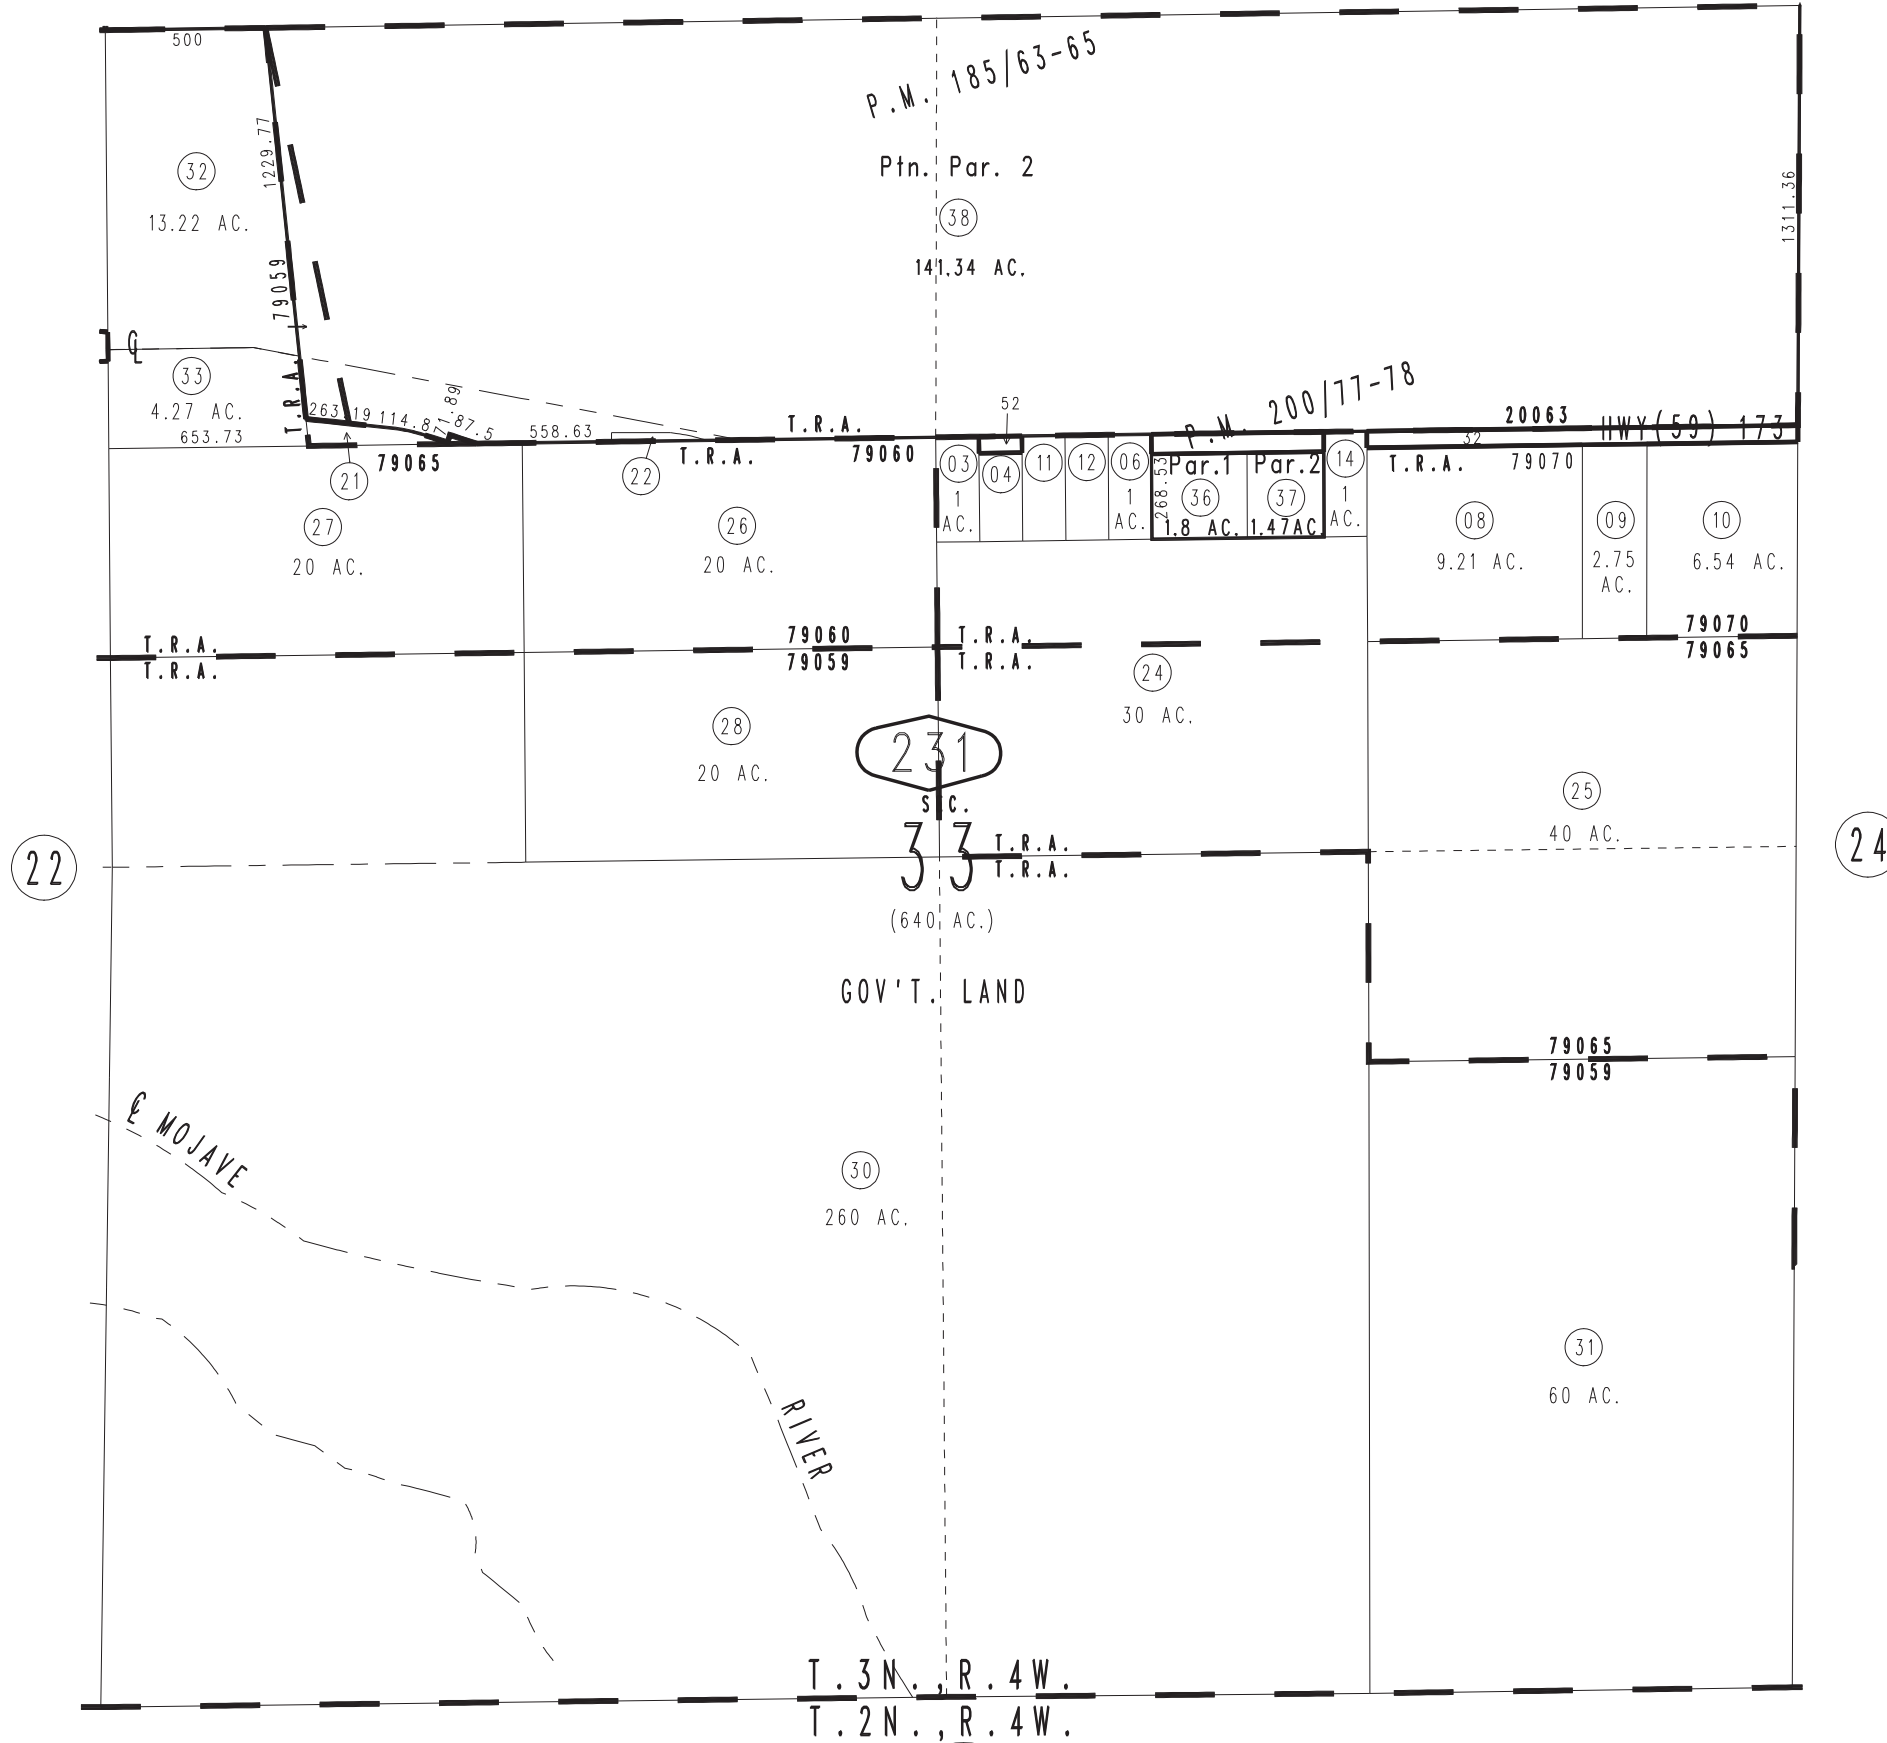 500
P.M. 185/63-65
1229.77
32
Ptn. Par. 2
1311.36
13.22 AC.
38
141.34 AC.
79059
T.R.A.
℄
33
4.27 AC.
653.73
263.19
114.8
71.89
87.5
558.63
T.R.A.
52
P.M. 200/77-78
20063
HWY(59) 173
32
79065
21
22
T.R.A.
79060
03
04
11
12
06
Par.1
Par.2
14
T.R.A.
79070
268.53
36
37
1
AC.
1
AC.
1.8 AC.
1.47AC.
1
AC.
27
20 AC.
26
20 AC.
08
9.21 AC.
09
2.75
AC.
10
6.54 AC.
T.R.A.
T.R.A.
79060
79059
T.R.A.
T.R.A.
79070
79065
24
30 AC.
28
20 AC.
231
25
40 AC.
33
T.R.A.
T.R.A.
22
24
(640 AC.)
GOV'T. LAND
79065
79059
℄ MOJAVE
30
260 AC.
31
60 AC.
RIVER
T.3N.,R.4W.
T.2N.,R.4W.